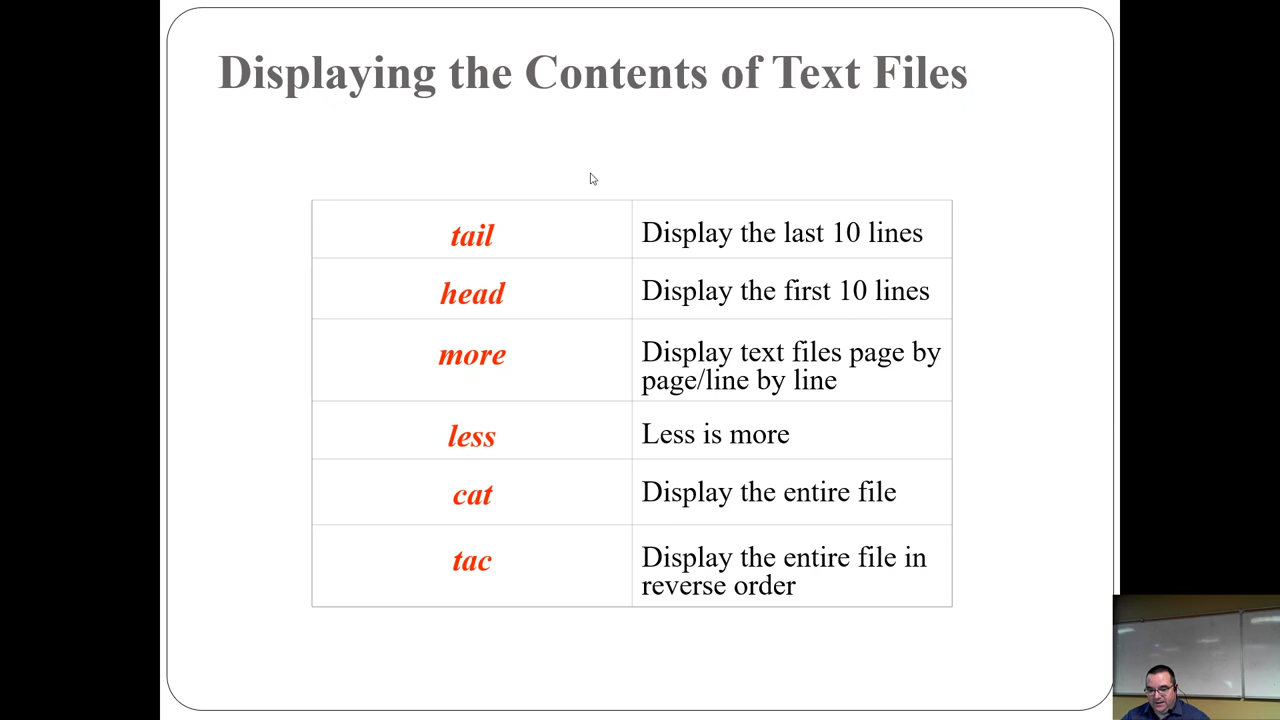 Displaying the Contents of Text Files
tail
Display the last 10 lines
head
Display the first 10 lines
more
Display text files page by
page/line by line
less
Less is more
cat
Display the entire file
tac
Display the entire file in
reverse order